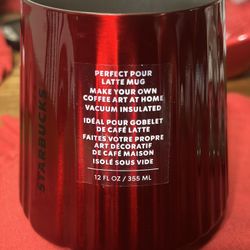 PERFECT POUR
LATTE MUG
MAKE YOUR OWN
COFFEE ART AT HOME
VACUUM INSULATED
IDÉAL POUR GOBELET
DE CAFÉ LATTE
FAITES VOTRE PROPRE
ART DÉCORATIF
DE CAFÉ MAISON
ISOLÉ SOUS VIDE
12 FL OZ / 355 ML
STARBUCKS